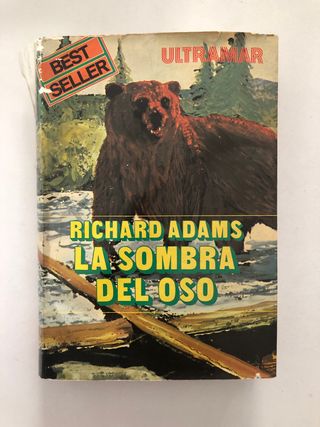 BEST
SELLER
ULTRAMAR
RICHARD ADAMS
LA SOMBRA
DEL OSO